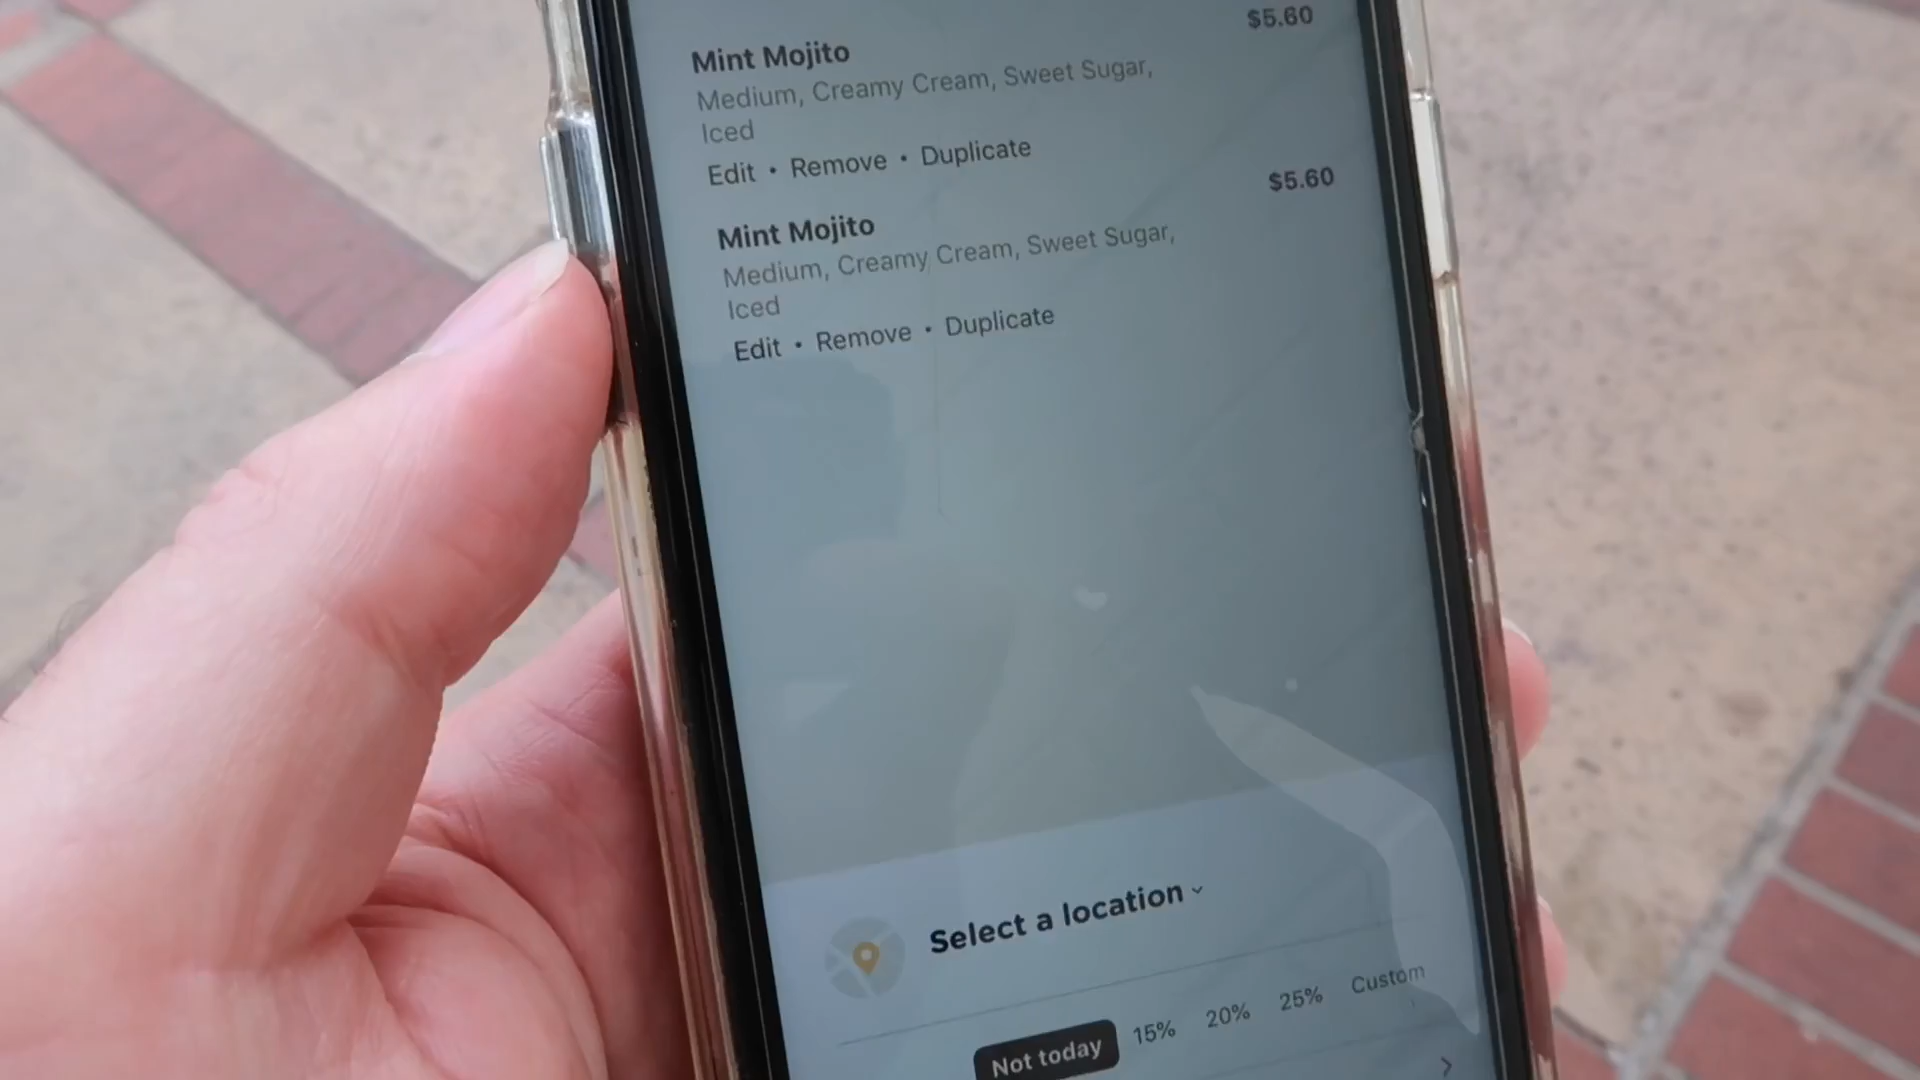 $5.60
Mint Mojito
Medium, Creamy Cream, Sweet Sugar,
Iced
Edit • Remove • Duplicate
$5.60
Mint Mojito
Medium, Creamy Cream, Sweet Sugar,
Iced
Edit • Remove • Duplicate
Select a location
Not today 15% 20% 25% Custom